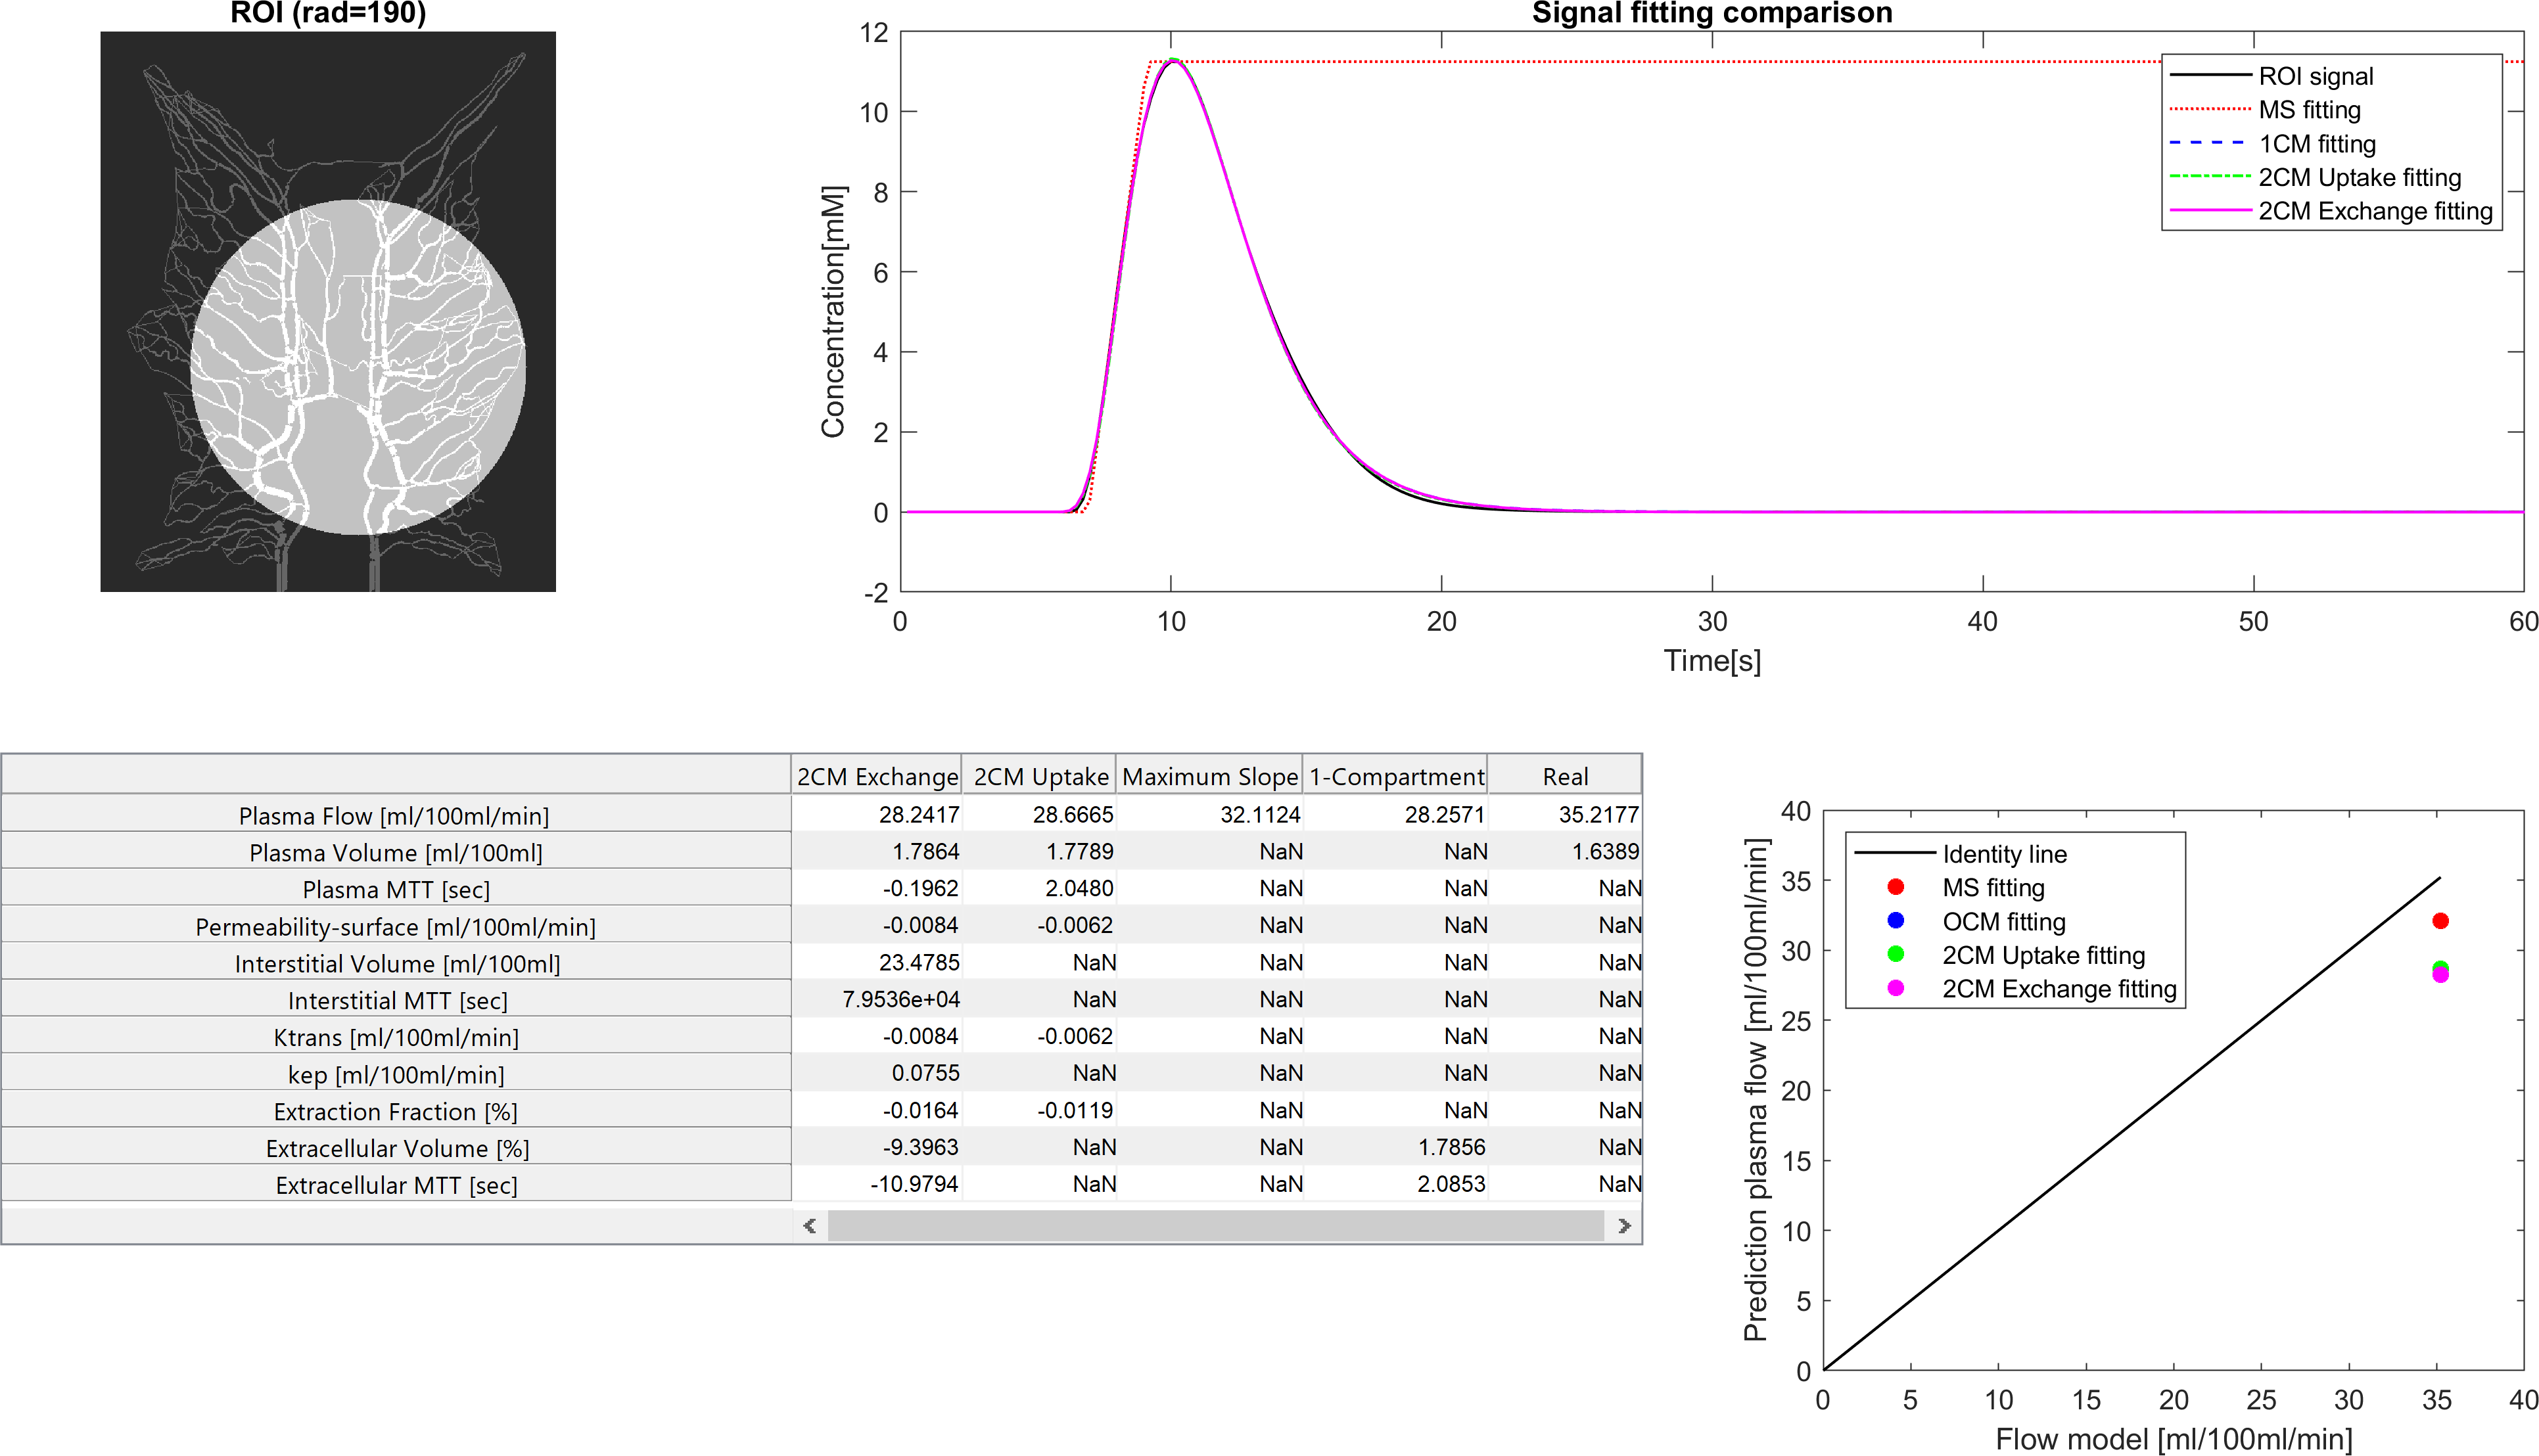 ROI (rad=190)
Signal fitting comparison
12
10
8
6
4
2
0
-2
0 10 20 30 40 50 60
Concentration[mM]
Time[s]
ROI signal
MS fitting
1CM fitting
2CM Uptake fitting
2CM Exchange fitting
2CM Exchange 2CM Uptake Maximum Slope 1-Compartment Real
Plasma Flow [ml/100ml/min] 28.2417 28.6665 32.1124 28.2571 35.2177
Plasma Volume [ml/100ml] 1.7864 1.7789 NaN NaN 1.6389
Plasma MTT [sec] -0.1962 2.0480 NaN NaN NaN
Permeability-surface [ml/100ml/min] -0.0084 -0.0062 NaN NaN NaN
Interstitial Volume [ml/100ml] 23.4785 NaN NaN NaN NaN
Interstitial MTT [sec] 7.9536e+04 NaN NaN NaN NaN
Ktrans [ml/100ml/min] -0.0084 -0.0062 NaN NaN NaN
kep [ml/100ml/min] 0.0755 NaN NaN NaN NaN
Extraction Fraction [%] -0.0164 -0.0119 NaN NaN NaN
Extracellular Volume [%] -9.3963 NaN NaN 1.7856 NaN
Extracellular MTT [sec] -10.9794 NaN NaN 2.0853 NaN
40
35
30
25
20
15
10
5
0
0 5 10 15 20 25 30 35 40
Prediction plasma flow [ml/100ml/min]
Flow model [ml/100ml/min]
Identity line
MS fitting
OCM fitting
2CM Uptake fitting
2CM Exchange fitting